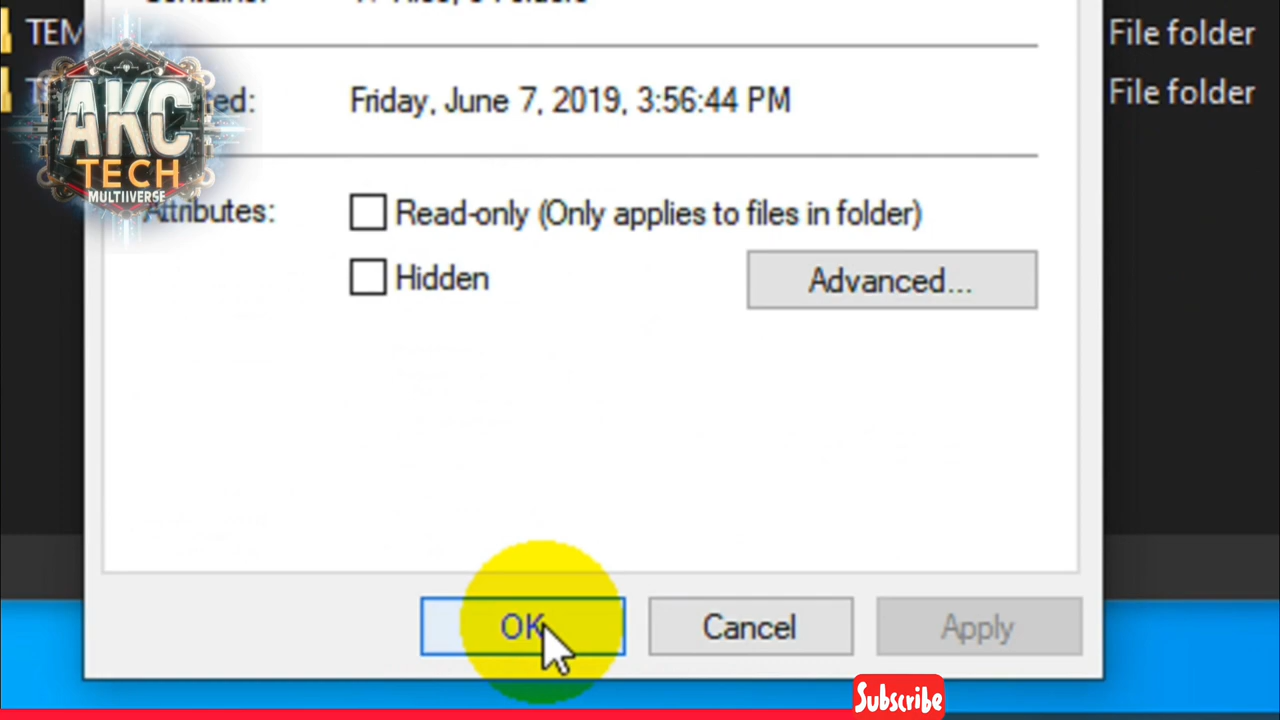 TEM
File folder
File folder
AKC
TECH
MULTIIVERSE
Friday, June 7, 2019, 3:56:44 PM
Attributes:
Read-only (Only applies to files in folder)
Hidden
Advanced...
OK
Cancel
Apply
Subscribe